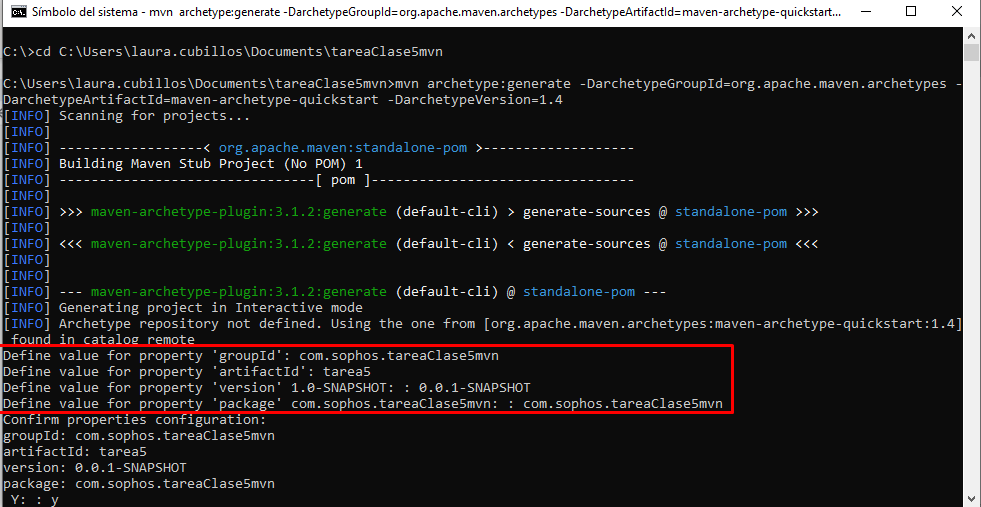 Símbolo del sistema - mvn  archetype:generate -DarchetypeGroupId=org.apache.maven.archetypes -DarchetypeArtifactId=maven-archetype-quickstart...
C:\>cd C:\Users\laura.cubillos\Documents\tareaClase5mvn
C:\Users\laura.cubillos\Documents\tareaClase5Mvn>mvn archetype:generate -DarchetypeGroupId=org.apache.maven.archetypes -
DarchetypeArtifactId=maven-archetype-quickstart -DarchetypeVersion=1.4
[INFO] Scanning for projects...
[INFO]
[INFO] ------------------< org.apache.maven:standalone-pom >-------------------
[INFO] Building Maven Stub Project (No POM) 1
[INFO] --------------------------------[ pom ]---------------------------------
[INFO]
[INFO] >>> maven-archetype-plugin:3.1.2:generate (default-cli) > generate-sources @ standalone-pom >>>
[INFO]
[INFO] <<< maven-archetype-plugin:3.1.2:generate (default-cli) < generate-sources @ standalone-pom <<<
[INFO]
[INFO]
[INFO] --- maven-archetype-plugin:3.1.2:generate (default-cli) @ standalone-pom ---
[INFO] Generating project in Interactive mode
[INFO] Archetype repository not defined. Using the one from [org.apache.maven.archetypes:maven-archetype-quickstart:1.4]
 found in catalog remote
Define value for property 'groupId': com.sophos.tareaClase5mvn
Define value for property 'artifactId': tarea5
Define value for property 'version' 1.0-SNAPSHOT: : 0.0.1-SNAPSHOT
Define value for property 'package' com.sophos.tareaClase5mvn: : com.sophos.tareaClase5mvn
Confirm properties configuration:
groupId: com.sophos.tareaClase5mvn
artifactId: tarea5
version: 0.0.1-SNAPSHOT
package: com.sophos.tareaClase5mvn
 Y: : y